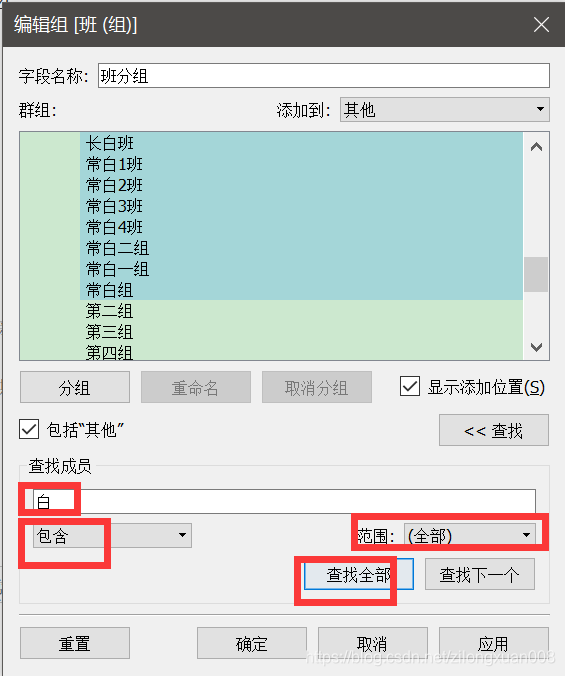 编辑组 [班 (组)]
字段名称: 班分组
群组: 添加到: 其他
长白班
常白1班
常白2班
常白3班
常白4班
常白二组
常白一组
常白组
第二组
第三组
第四组
分组 重命名 取消分组 显示添加位置(S)
包括“其他” << 查找
查找成员
白
包含 范围: (全部)
查找全部 查找下一个
重置 确定 取消 应用
https://blog.csdn.net/zilongxuan008